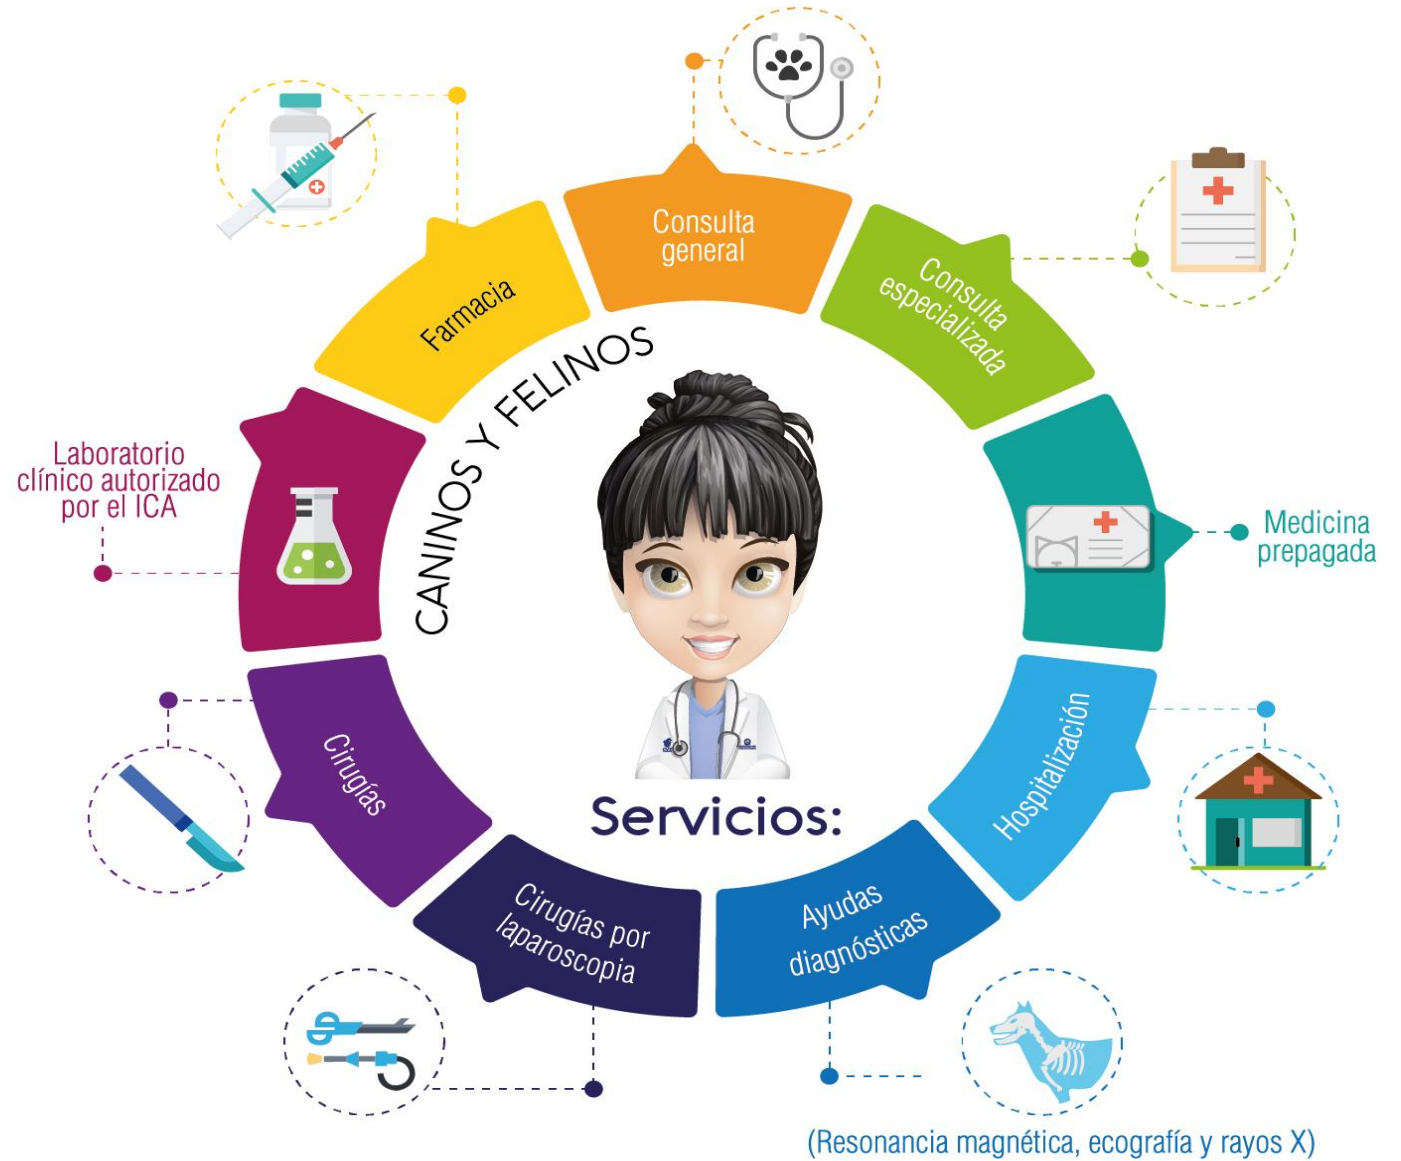 Consulta
general
Consulta
especializada
Medicina
prepagada
Hospitalización
Ayudas
diagnósticas
(Resonancia magnética, ecografía y rayos X)
Cirugías por
laparoscopia
Cirugías
Laboratorio
clínico autorizado
por el ICA
Farmacia
CANINOS Y FELINOS
Servicios: